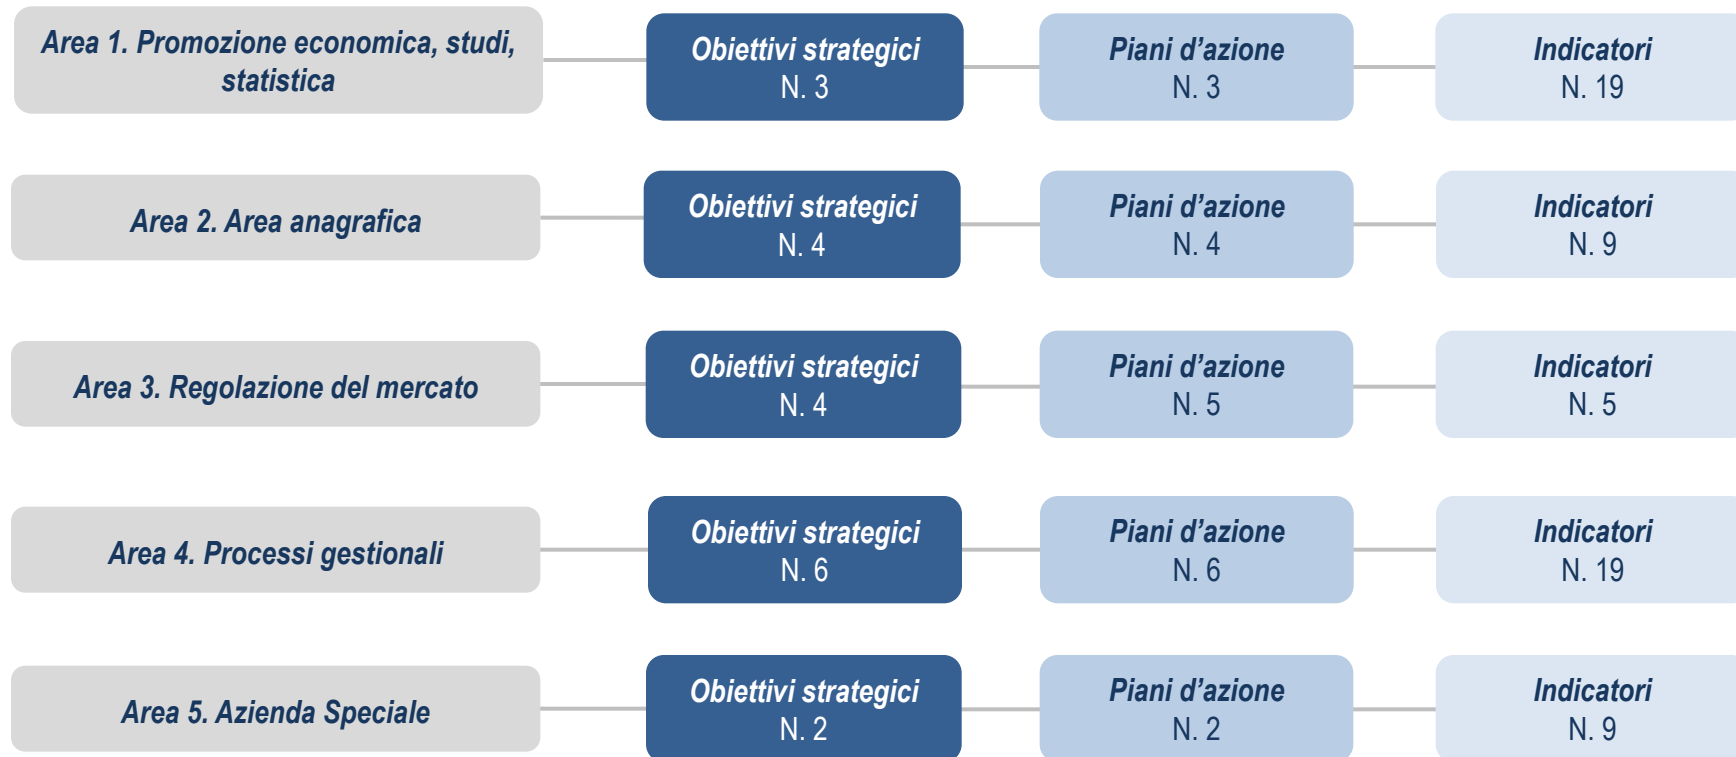 Area 1. Promozione economica, studi,
statistica
Obiettivi strategici
N. 3
Piani d’azione
N. 3
Indicatori
N. 19
Area 2. Area anagrafica
Obiettivi strategici
N. 4
Piani d’azione
N. 4
Indicatori
N. 9
Area 3. Regolazione del mercato
Obiettivi strategici
N. 4
Piani d’azione
N. 5
Indicatori
N. 5
Area 4. Processi gestionali
Obiettivi strategici
N. 6
Piani d’azione
N. 6
Indicatori
N. 19
Area 5. Azienda Speciale
Obiettivi strategici
N. 2
Piani d’azione
N. 2
Indicatori
N. 9